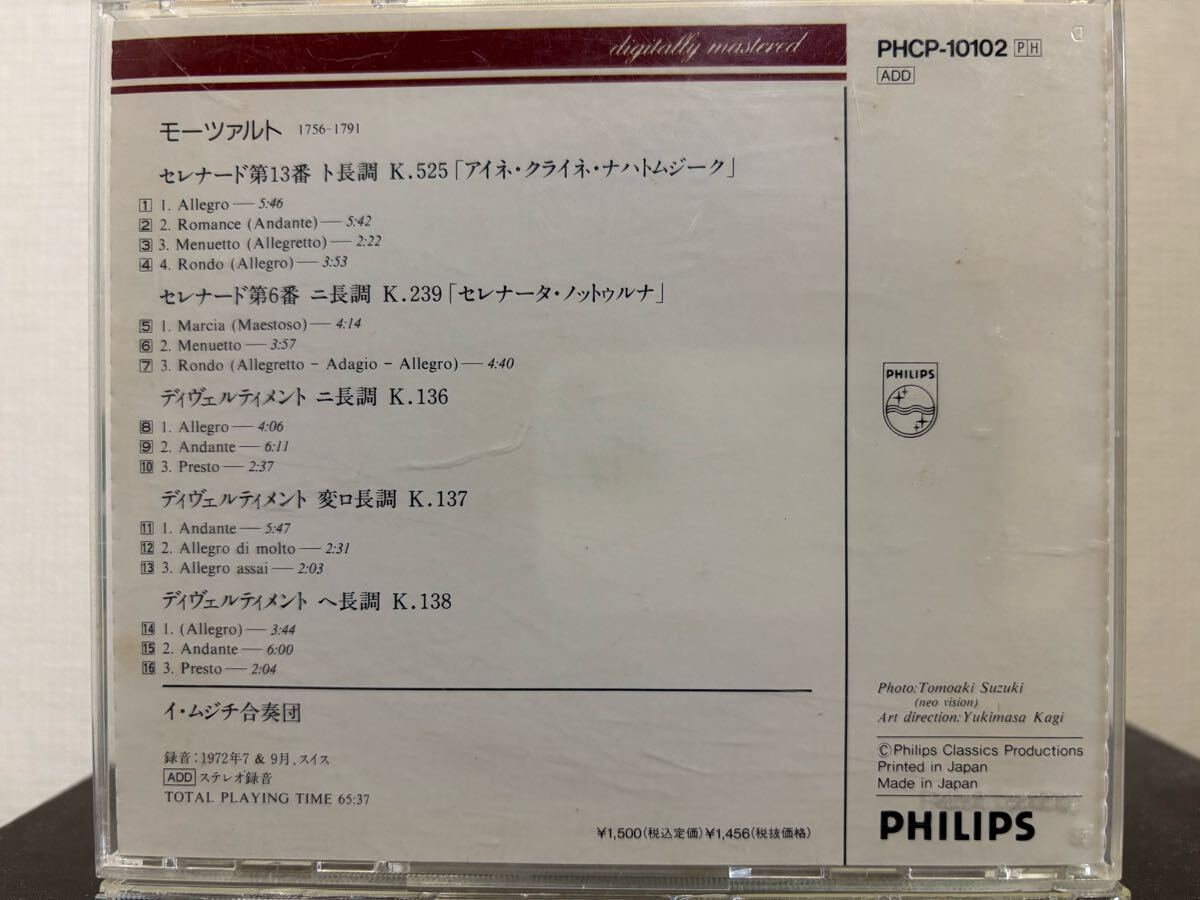 digitally mastered
モーツァルト 1756-1791
セレナード第13番 ト長調 K.525「アイネ・クライネ・ナハトムジーク」
1 1. Allegro — 5:46
2 2. Romance (Andante) — 5:42
3 3. Menuetto (Allegretto) — 2:22
4 4. Rondo (Allegro) — 3:53
セレナード第6番 ニ長調 K.239「セレナータ・ノットゥルナ」
5 1. Marcia (Maestoso) — 4:14
6 2. Menuetto — 3:57
7 3. Rondo (Allegretto – Adagio – Allegro) — 4:40
ディヴェルティメント ニ長調 K.136
8 1. Allegro — 4:06
9 2. Andante — 6:11
10 3. Presto — 2:37
ディヴェルティメント 変ロ長調 K.137
11 1. Andante — 5:47
12 2. Allegro di molto — 2:31
13 3. Allegro assai — 2:03
ディヴェルティメント ヘ長調 K.138
14 1. (Allegro) — 3:44
15 2. Andante — 6:00
16 3. Presto — 2:04
イ・ムジチ合奏団
録音：1972年7 & 9月、スイス
ADD ステレオ録音
TOTAL PLAYING TIME 65:37
¥1,500(税込定価)¥1,456(税抜価格)
PHCP-10102 PH
ADD
PHILIPS
Photo:Tomoaki Suzuki
(neo vision)
Art direction:Yukimasa Kagi
©Philips Classics Productions
Printed in Japan
Made in Japan
PHILIPS